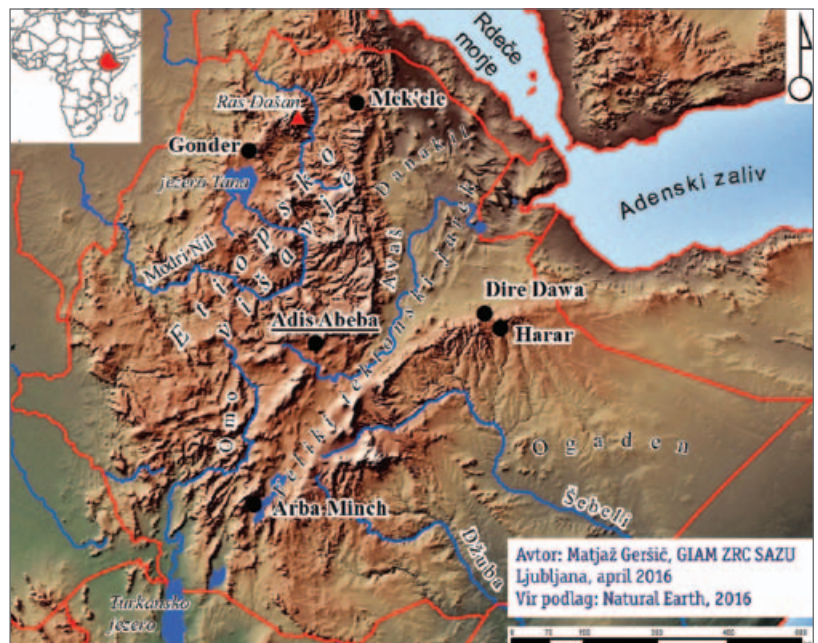 Rdeče
morje
Ras Dašan
Mek'ele
Gonder
jezero Tana
Danakil
Adenski zaliv
Etiopsko
višavje
Modri Nil
Avaš
Veliki tektonski jarek
Dire Dawa
Adis Abeba
Harar
Omo
Ogaden
Šebeli
Arba Minch
Džuba
Turkansko
jezero
Avtor: Matjaž Geršič, GIAM ZRC SAZU
Ljubljana, april 2016
Vir podlag: Natural Earth, 2016